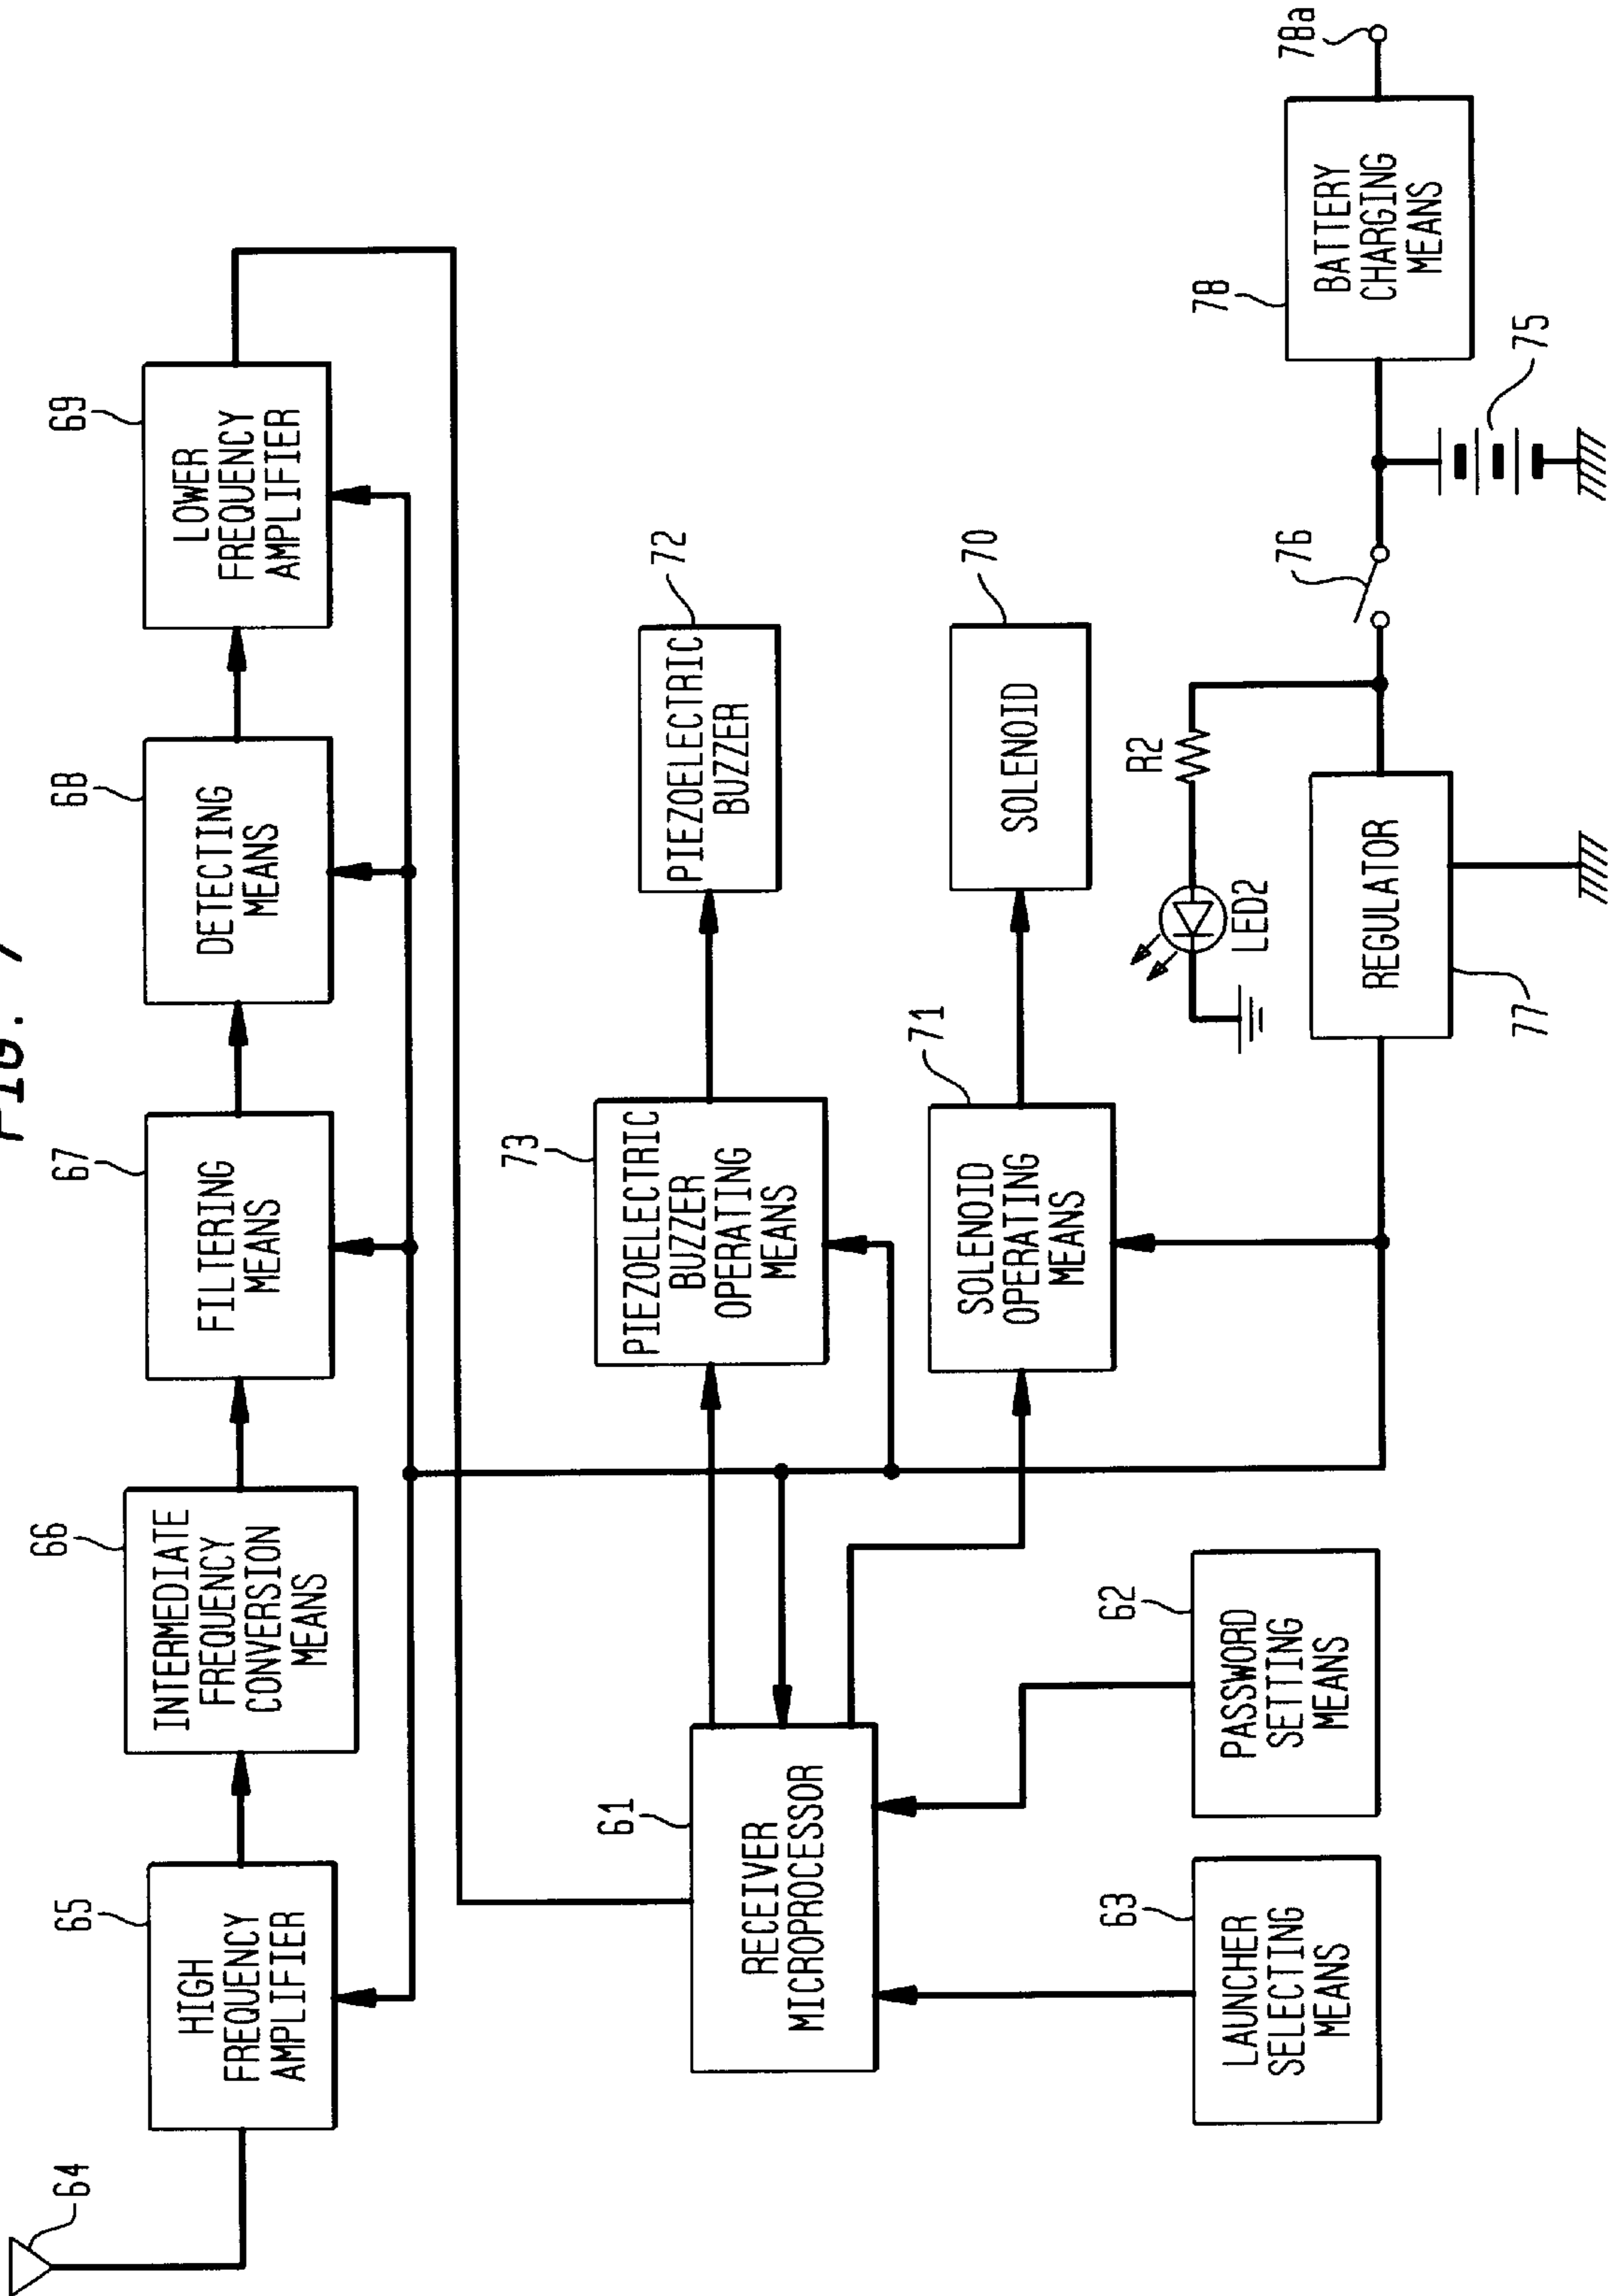 FIG. 7
64
65
HIGH
FREQUENCY
AMPLIFIER
66
INTERMEDIATE
FREQUENCY
CONVERSION
MEANS
67
FILTERING
MEANS
68
DETECTING
MEANS
69
LOWER
FREQUENCY
AMPLIFIER
61
RECEIVER
MICROPROCESSOR
73
PIEZOELECTRIC
BUZZER
OPERATING
MEANS
72
PIEZOELECTRIC
BUZZER
71
SOLENOID
OPERATING
MEANS
70
SOLENOID
63
LAUNCHER
SELECTING
MEANS
62
PASSWORD
SETTING
MEANS
LED2
R2
REGULATOR
77
76
75
78
BATTERY
CHARGING
MEANS
78a